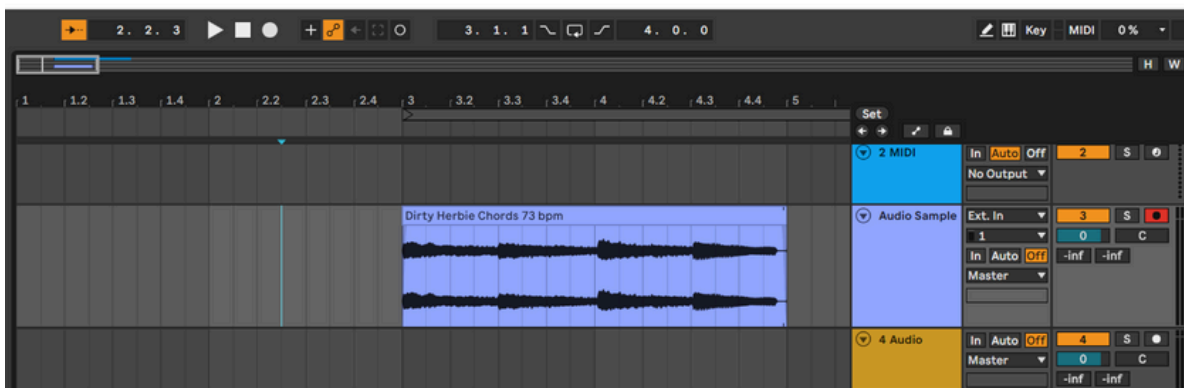 2. 2. 3 3. 1. 1 4. 0. 0 Key MIDI 0 %
H W
1 1.2 1.3 1.4 2 2.2 2.3 2.4 3 3.2 3.3 3.4 4 4.2 4.3 4.4 5
Set
2 MIDI In Auto Off 2 S
No Output
Dirty Herbie Chords 73 bpm Audio Sample Ext. In 3 S
1 0 C
In Auto Off -inf -inf
Master
4 Audio In Auto Off 4 S
Master 0 C
-inf -inf